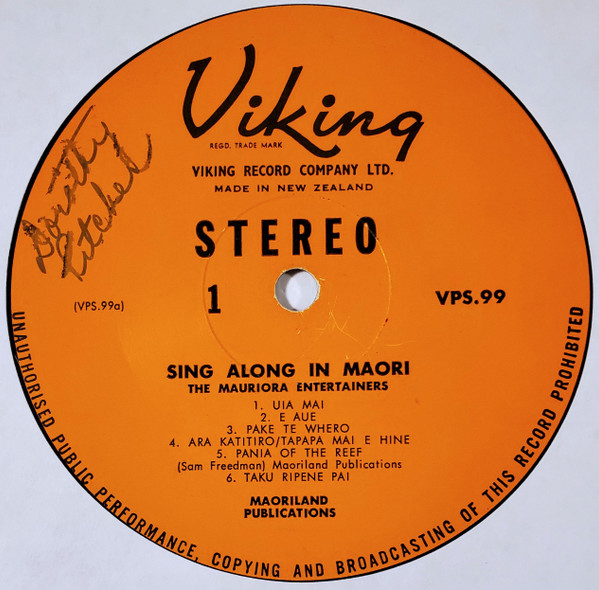 Viking
REGD. TRADE MARK
VIKING RECORD COMPANY LTD.
MADE IN NEW ZEALAND
Dorothy
STEREO
(VPS.99a)
1
VPS.99
SING ALONG IN MAORI
THE MAURIORA ENTERTAINERS
1. UIA MAI
2. E AUE
3. PAKE TE WHERO
4. ARA KATITIRO/TAPAPA MAI E HINE
5. PANIA OF THE REEF
(Sam Freedman) Maoriland Publications
6. TAKU RIPENE PAI
MAORILAND
PUBLICATIONS
UNAUTHORISED PUBLIC PERFORMANCE, COPYING AND BROADCASTING OF THIS RECORD PROHIBITED